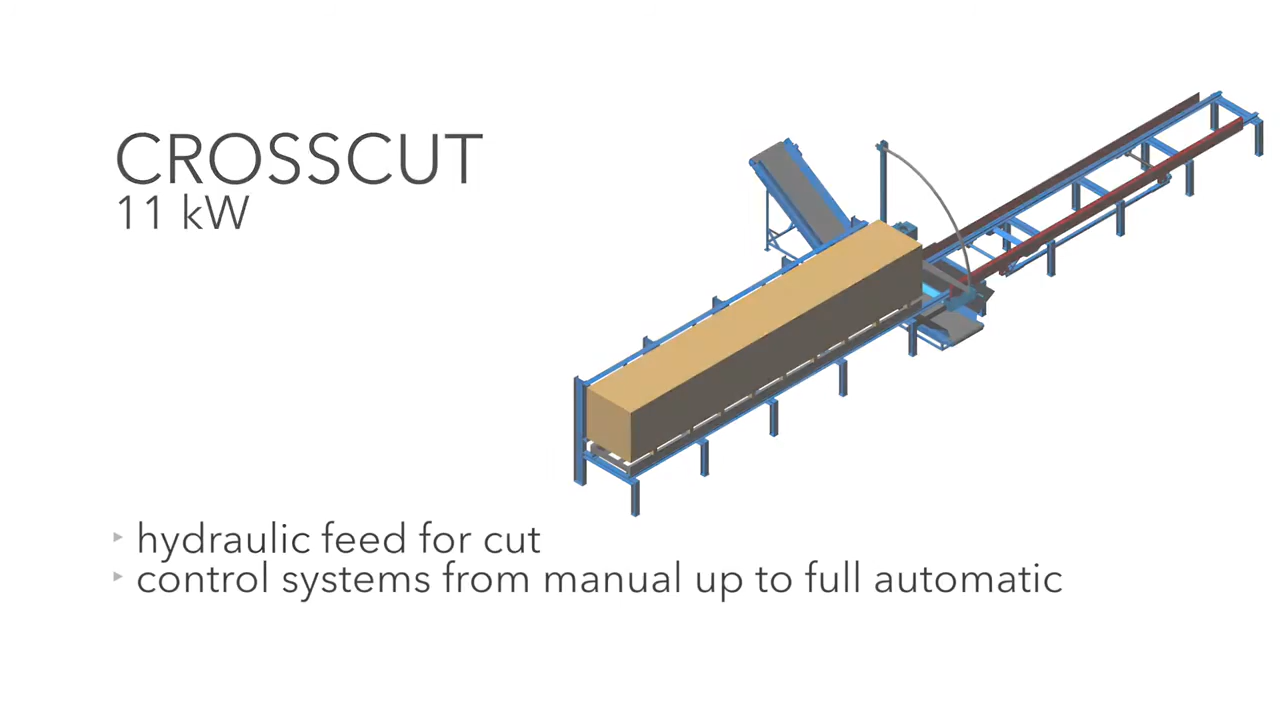 CROSSCUT
11 kW
‣ hydraulic feed for cut
‣ control systems from manual up to full automatic